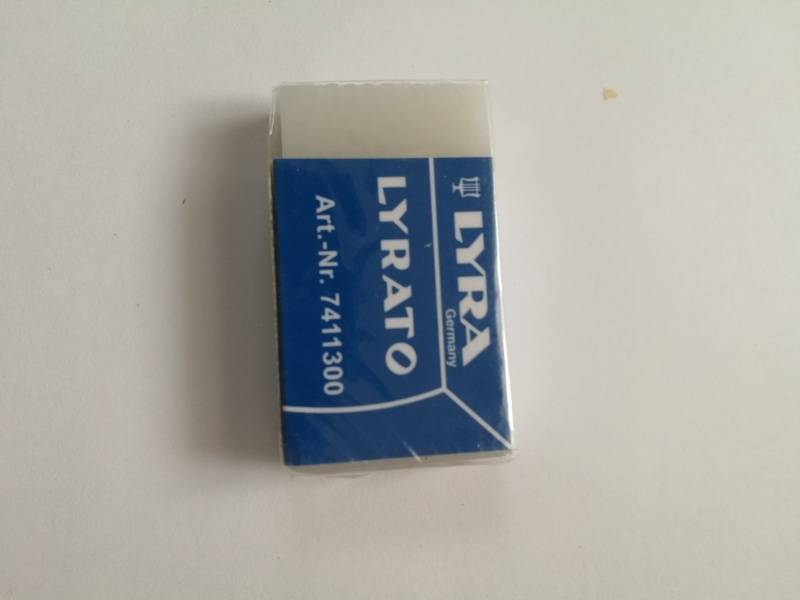 LYRA
Germany
LYRATO
Art.-Nr. 7411300